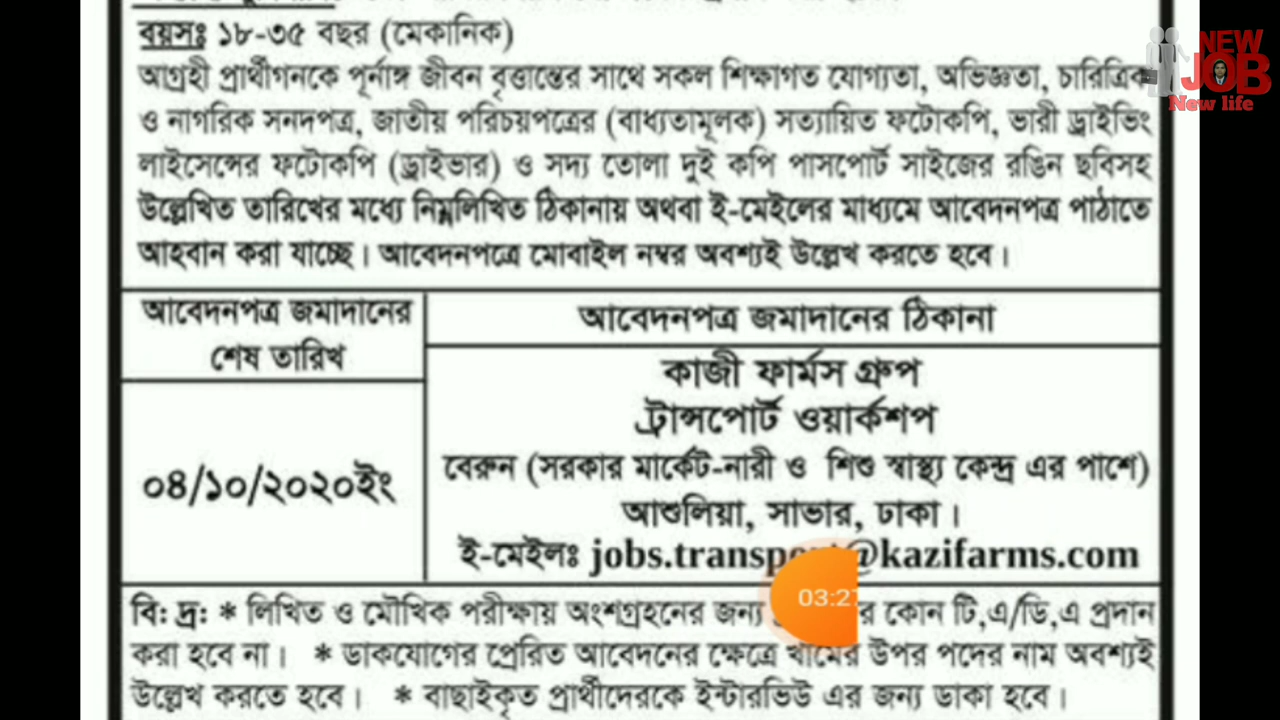 বয়সঃ ১৮-৩৫ বছর (মেকানিক)
আগ্রহী প্রার্থীগনকে পূর্নাঙ্গ জীবন বৃত্তান্তের সাথে সকল শিক্ষাগত যোগ্যতা, অভিজ্ঞতা, চারিত্রিক
ও নাগরিক সনদপত্র, জাতীয় পরিচয়পত্রের (বাধ্যতামূলক) সত্যায়িত ফটোকপি, ভারী ড্রাইভিং
লাইসেন্সের ফটোকপি (ড্রাইভার) ও সদ্য তোলা দুই কপি পাসপোর্ট সাইজের রঙিন ছবিসহ
উল্লেখিত তারিখের মধ্যে নিম্নলিখিত ঠিকানায় অথবা ই-মেইলের মাধ্যমে আবেদনপত্র পাঠাতে
আহবান করা যাচ্ছে। আবেদনপত্রে মোবাইল নম্বর অবশ্যই উল্লেখ করতে হবে।
আবেদনপত্র জমাদানের
শেষ তারিখ
০৪/১০/২০২০ইং
আবেদনপত্র জমাদানের ঠিকানা
কাজী ফার্মস গ্রুপ
ট্রান্সপোর্ট ওয়ার্কশপ
বেরুন (সরকার মার্কেট-নারী ও শিশু স্বাস্থ্য কেন্দ্র এর পাশে)
আশুলিয়া, সাভার, ঢাকা।
ই-মেইলঃ jobs.transport@kazifarms.com
বি: দ্র: * লিখিত ও মৌখিক পরীক্ষায় অংশগ্রহনের জন্য কোন টি,এ/ডি,এ প্রদান
করা হবে না। * ডাকযোগের প্রেরিত আবেদনের ক্ষেত্রে খামের উপর পদের নাম অবশ্যই
উল্লেখ করতে হবে। * বাছাইকৃত প্রার্থীদেরকে ইন্টারভিউ এর জন্য ডাকা হবে।
03:27
NEW
JOB
New life